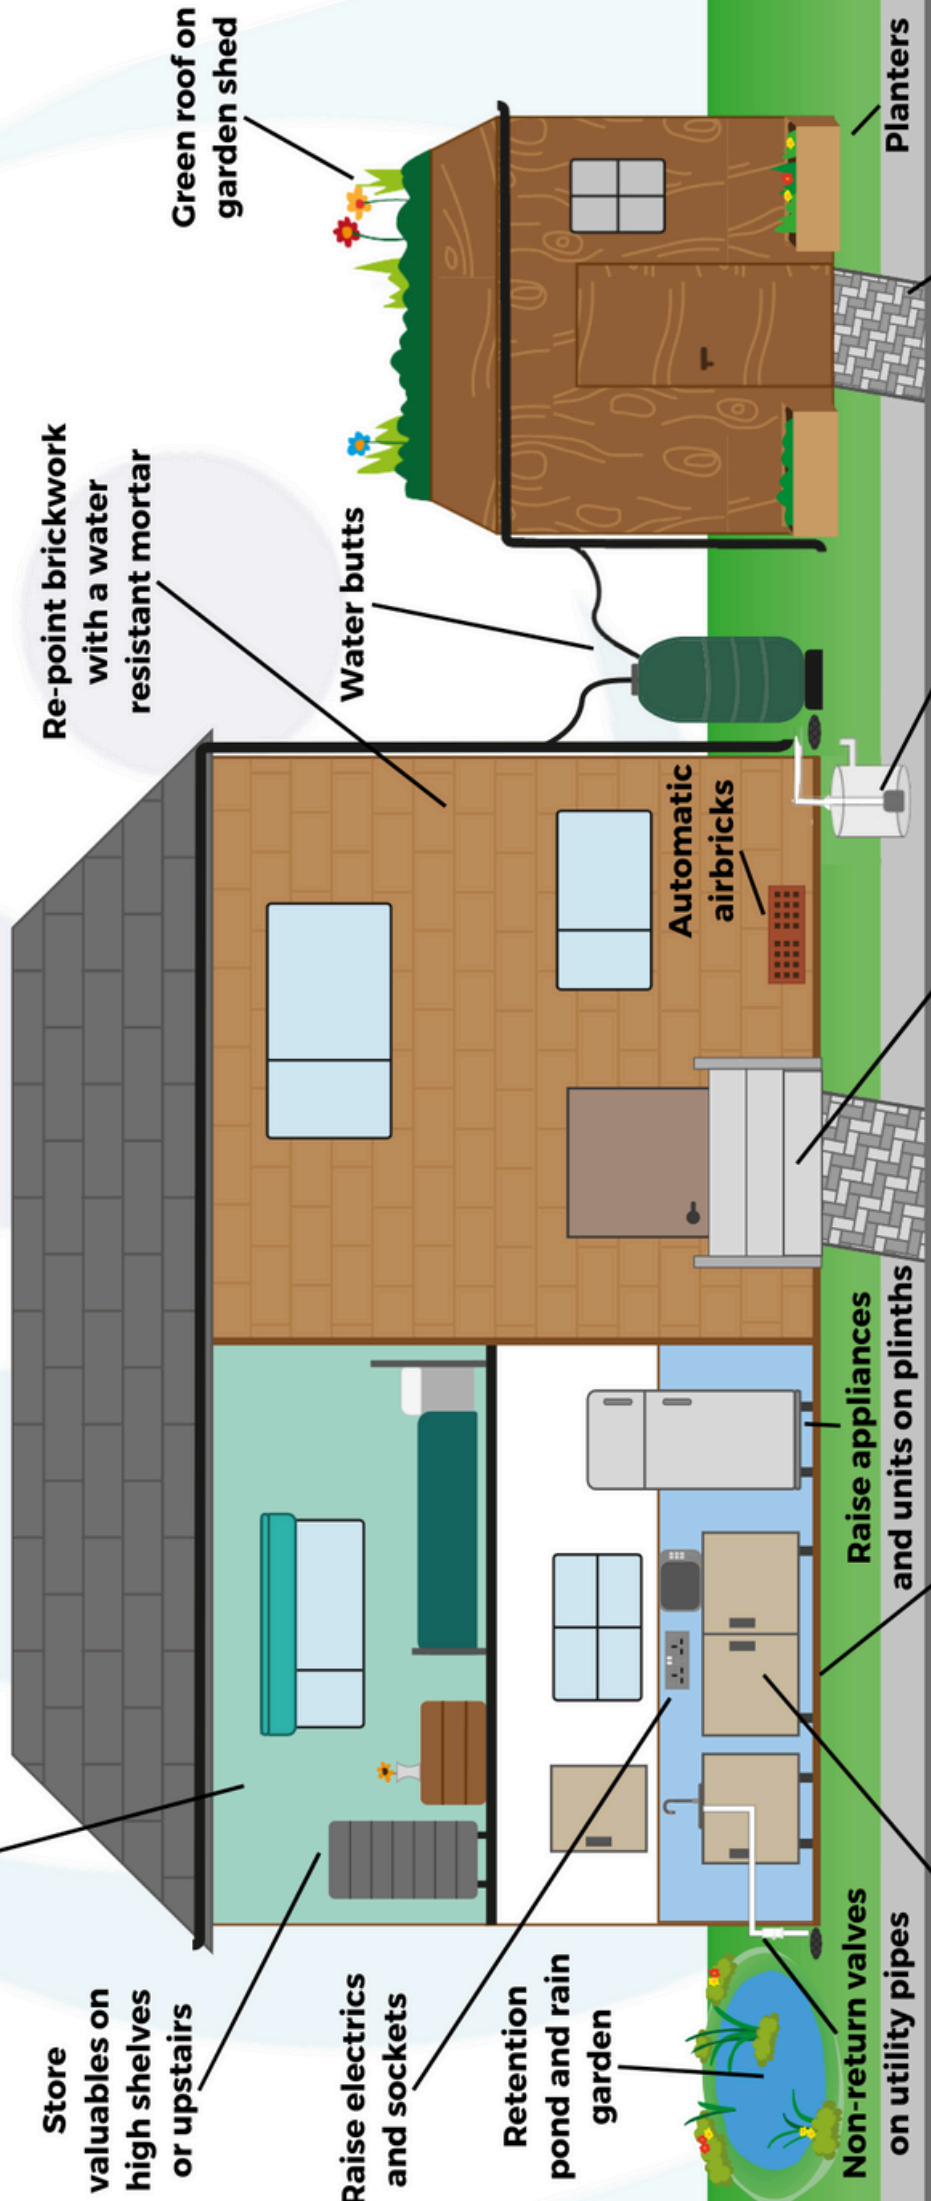 Store
valuables on
high shelves
or upstairs
Raise electrics
and sockets
Retention
pond and rain
garden
Non-return valves
on utility pipes
Raise appliances
and units on plinths
Automatic
airbricks
Re-point brickwork
with a water
resistant mortar
Water butts
Green roof on
garden shed
Planters